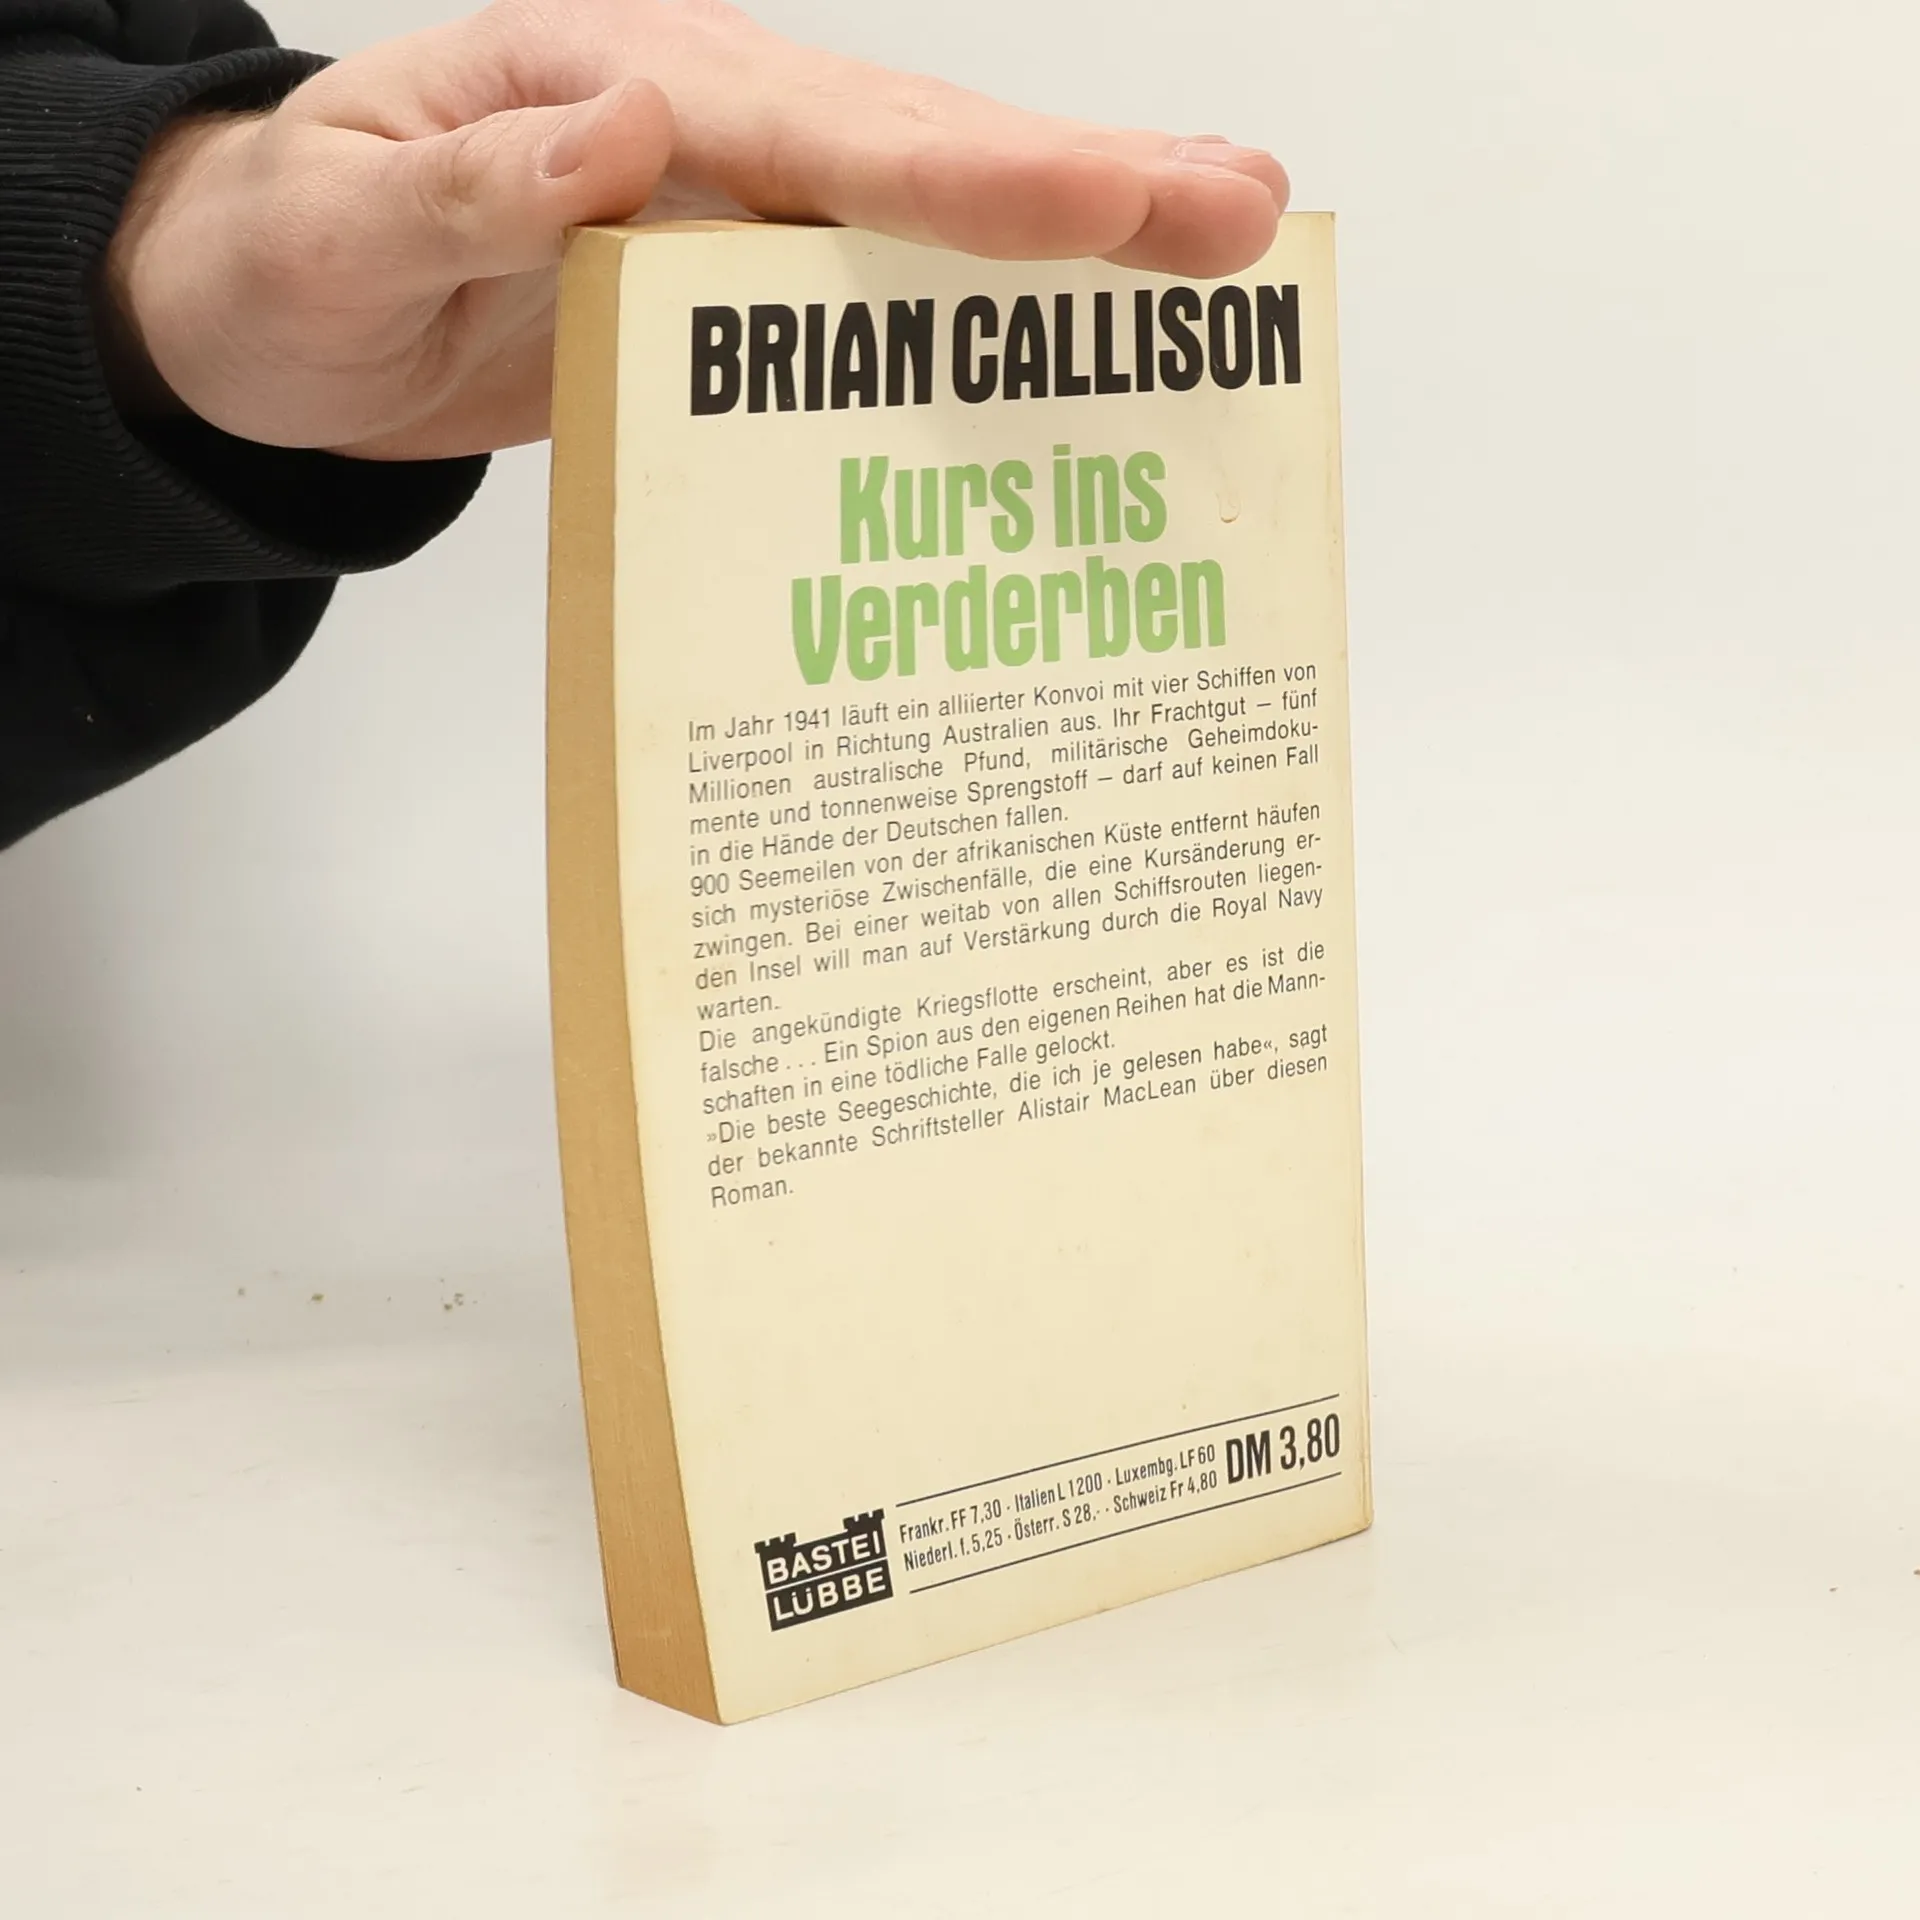 BRIAN CALLISON
Kurs ins
Verderben
Im Jahr 1941 läuft ein alliierter Konvoi mit vier Schiffen von
Liverpool in Richtung Australien aus. Ihr Frachtgut – fünf
Millionen australische Pfund, militärische Geheimdoku-
mente und tonnenweise Sprengstoff – darf auf keinen Fall
in die Hände der Deutschen fallen.
900 Seemeilen von der afrikanischen Küste entfernt häufen
sich mysteriöse Zwischenfälle, die eine Kursänderung er-
zwingen. Bei einer weitab von allen Schiffsrouten liegen-
den Insel will man auf Verstärkung durch die Royal Navy
warten.
Die angekündigte Kriegsflotte erscheint, aber es ist die
falsche . . . Ein Spion aus den eigenen Reihen hat die Mann-
schaften in eine tödliche Falle gelockt.
»Die beste Seegeschichte, die ich je gelesen habe«, sagt
der bekannte Schriftsteller Alistair MacLean über diesen
Roman.
Frankr. FF 7,30 · Italien L 1200 · Luxembg. LF 60
Niederl. f. 5,25 · Österr. S 28,- · Schweiz Fr 4,80
DM 3,80
BASTEI
LÜBBE